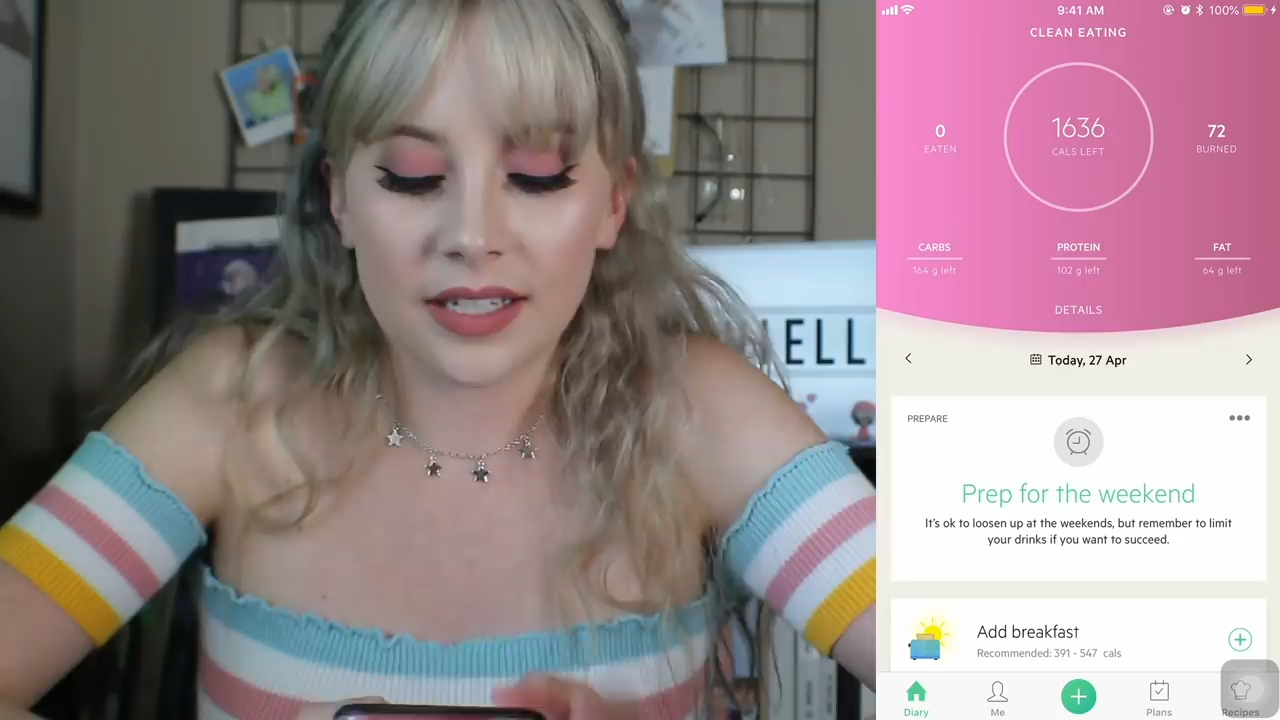 ELL
9:41 AM
100%
CLEAN EATING
0
EATEN
1636
CALS LEFT
72
BURNED
CARBS
164 g left
PROTEIN
102 g left
FAT
64 g left
DETAILS
Today, 27 Apr
PREPARE
Prep for the weekend
It's ok to loosen up at the weekends, but remember to limit
your drinks if you want to succeed.
Add breakfast
Recommended: 391 - 547 cals
Diary
Me
Plans
Recipes